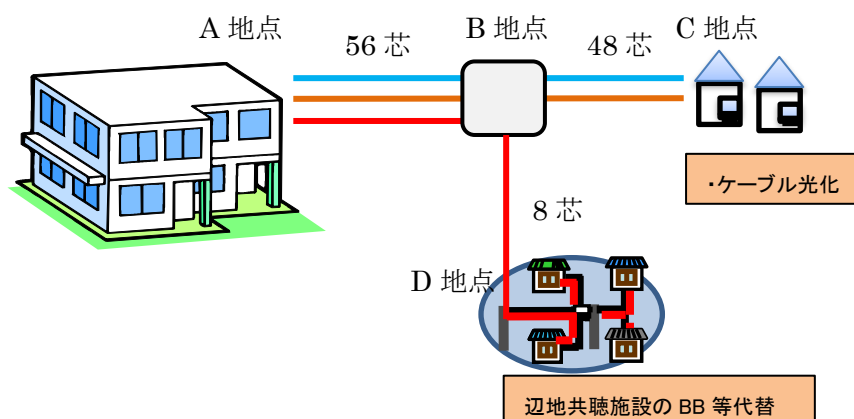 A 地点
56 芯
B 地点
48 芯
C 地点
・ケーブル光化
8 芯
D 地点
辺地共聴施設の BB 等代替